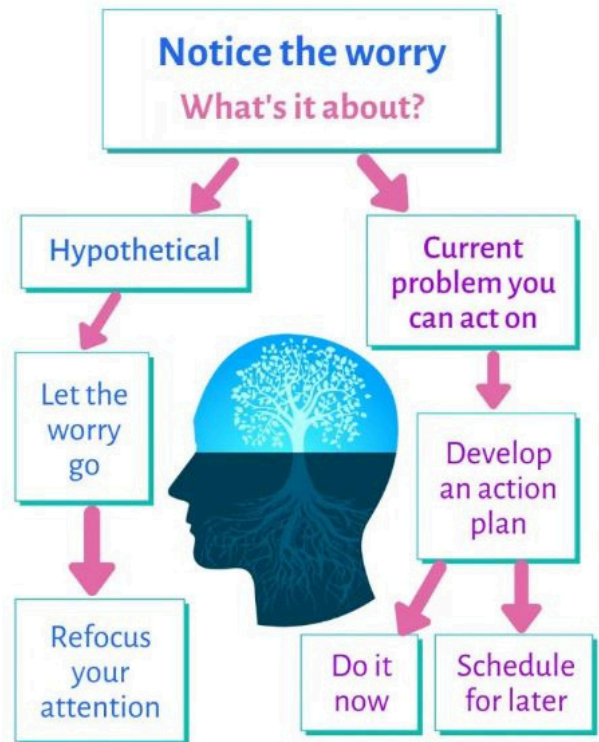 Notice the worry
What's it about?
Hypothetical
Let the
worry
go
Refocus
your
attention
Current
problem you
can act on
Develop
an action
plan
Do it
now
Schedule
for later